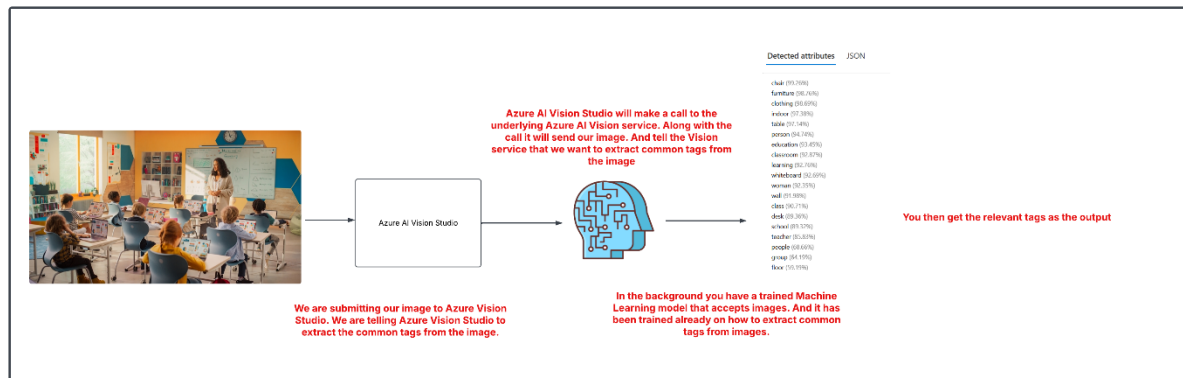 Detected attributes JSON
chair (99.76%)
furniture (98.76%)
clothing (98.69%)
indoor (97.38%)
table (97.14%)
person (94.74%)
education (93.45%)
classroom (92.87%)
learning (92.76%)
whiteboard (92.69%)
woman (92.35%)
wall (91.98%)
class (90.71%)
desk (89.36%)
school (89.32%)
teacher (85.83%)
people (68.66%)
group (64.19%)
floor (59.19%)
Azure AI Vision Studio will make a call to the
underlying Azure AI Vision service. Along with the
call it will send our image. And tell the Vision
service that we want to extract common tags from
the image
Azure AI Vision Studio
You then get the relevant tags as the output
We are submitting our image to Azure Vision
Studio. We are telling Azure Vision Studio to
extract the common tags from the image.
In the background you have a trained Machine
Learning model that accepts images. And it has
been trained already on how to extract common
tags from images.